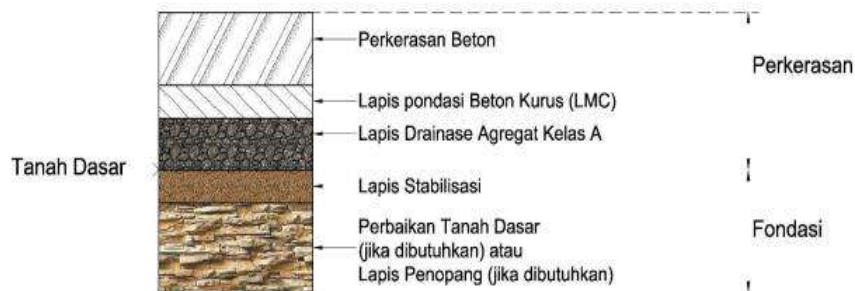 Perkerasan Beton
Perkerasan
Lapis pondasi Beton Kurus (LMC)
Lapis Drainase Agregat Kelas A
Tanah Dasar
Lapis Stabilisasi
Perbaikan Tanah Dasar
(jika dibutuhkan) atau
Lapis Penopang (jika dibutuhkan)
Fondasi